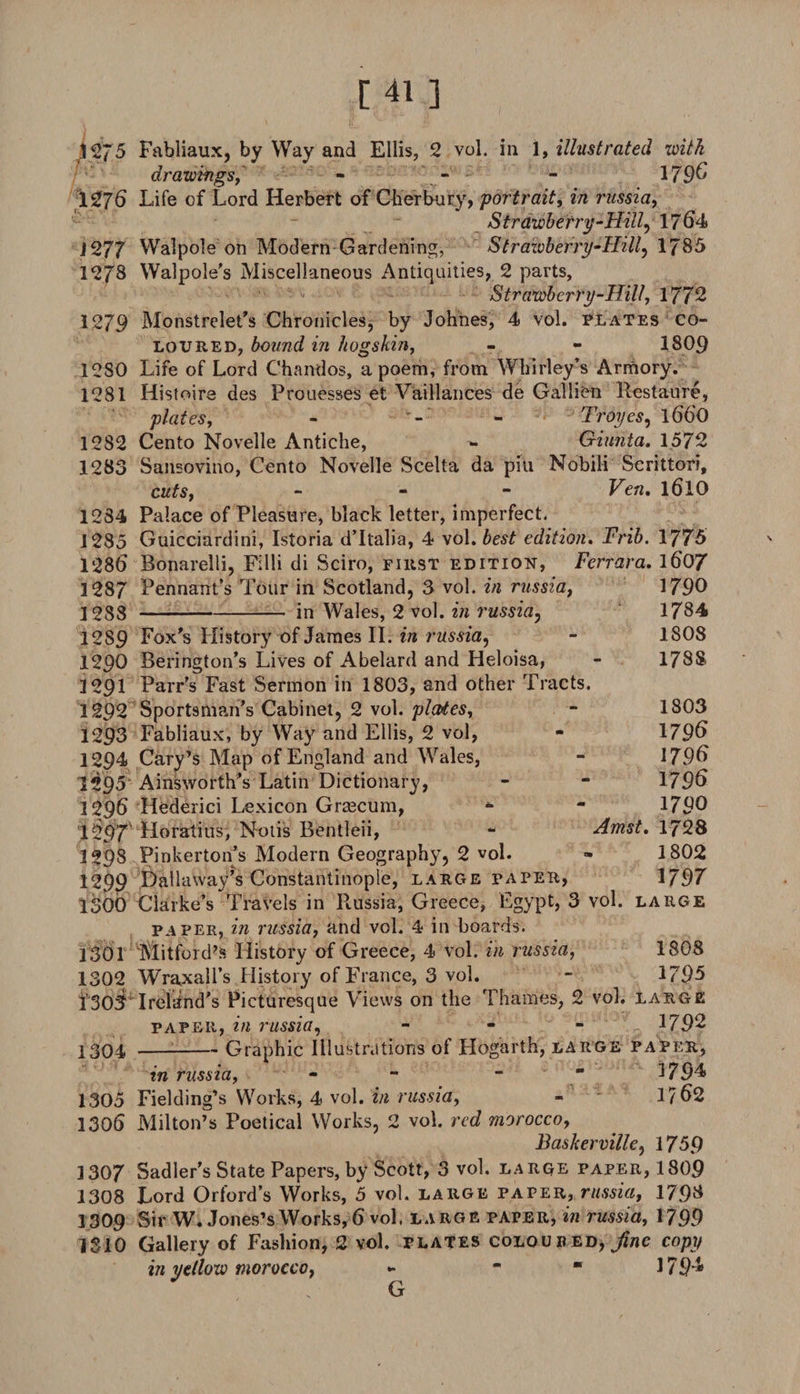 [ 41 ]
1275 Fabliaux, by Way and Ellis, 2 vol. in 1, illustrated with
drawings, - - - 1796
1276 Life of Lord Herbert of Cherbury, portrait, in russia,
- - Strawberry-Hill, 1764
1277 Walpole on Modern Gardening, Strawberry-Hill, 1785
1278 Walpole's Miscellaneous Antiquities, 2 parts,
Strawberry-Hill, 1772
1279 Monstrelet's Chronicles, by Johnes, 4 vol. PLATES CO-
LOURED, bound in hogskin, - - 1809
1280 Life of Lord Chandos, a poem, from Whirley's Armory.
1281 Histoire des Prouesses et Vaillances de Gallien Restauré,
plates, - - - Troyes, 1660
1282 Cento Novelle Antiche, - Giunta. 1572
1283 Sansovino, Cento Novelle Scelta da piu Nobili Scrittori,
cuts, - - - Ven. 1610
1284 Palace of Pleasure, black letter, imperfect.
1285 Guicciardini, Istoria d'Italia, 4 vol. best edition. Frib. 1775
1286 Bonarelli, Filli di Sciro, FIRST EDITION, Ferrara. 1607
1287 Pennant's Tour in Scotland, 3 vol. in russia, 1790
1288 ——— ——— in Wales, 2 vol. in russia, 1784
1289 Fox's History of James II. in russia, - 1808
1290 Berington's Lives of Abelard and Heloisa, - 1788
1291 Parr's Fast Sermon in 1803, and other Tracts.
1292 Sportsman's Cabinet, 2 vol. plates, - 1803
1293 Fabliaux, by Way and Ellis, 2 vol, - 1796
1294 Cary's Map of England and Wales, - 1796
1295 Ainsworth's Latin Dictionary, - - 1796
1296 Hederici Lexicon Græcum, - - 1790
1297 Horatius, Notis Bentleii, - Amst. 1728
1298 Pinkerton's Modern Geography, 2 vol. - 1802
1299 Dallaway's Constantinople, LARGE PAPER, 1797
1300 Clarke's Travels in Russia, Greece, Egypt, 3 vol. LARGE
PAPER, in russia, and vol. 4 in boards.
1301 Mitford's History of Greece, 4 vol. in russia, 1808
1302 Wraxall's History of France, 3 vol. - 1795
1303 Ireland's Picturesque Views on the Thames, 2 vol. LARGE
PAPER, in russia, - - - 1792
1304 ——— Graphic Illustrations of Hogarth, LARGE PAPER,
in russia, - - - - 1794
1305 Fielding's Works, 4 vol. in russia, - 1762
1306 Milton's Poetical Works, 2 vol. red morocco,
Baskerville, 1759
1307 Sadler's State Papers, by Scott, 3 vol. LARGE PAPER, 1809
1308 Lord Orford's Works, 5 vol. LARGE PAPER, russia, 1798
1309 Sir W. Jones's Works, 6 vol. LARGE PAPER, in russia, 1799
1310 Gallery of Fashion, 2 vol. PLATES COLOURED, fine copy
in yellow morocco, - - - 1794
G